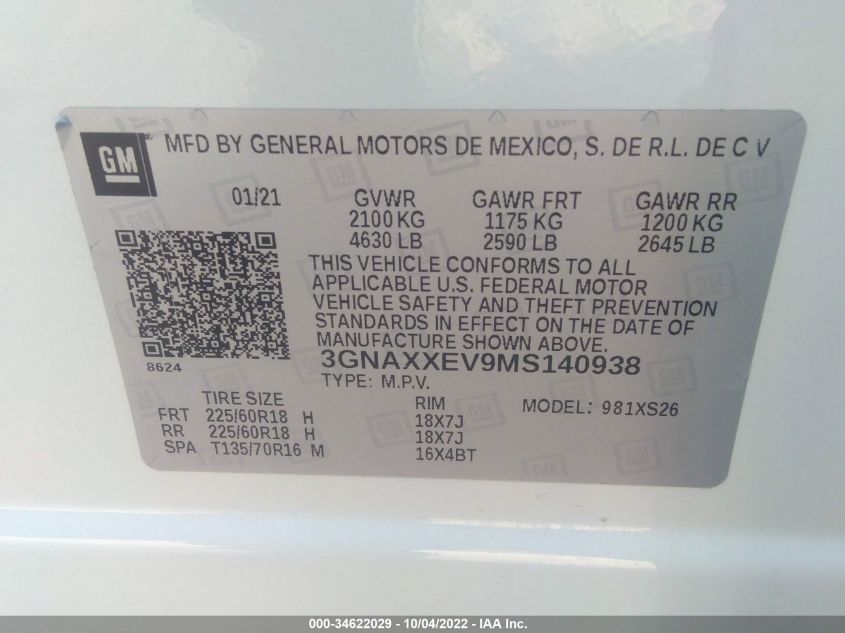 GM
MFD BY GENERAL MOTORS DE MEXICO, S. DE R.L. DE C V
01/21 GVWR GAWR FRT GAWR RR
2100 KG 1175 KG 1200 KG
4630 LB 2590 LB 2645 LB
THIS VEHICLE CONFORMS TO ALL
APPLICABLE U.S. FEDERAL MOTOR
VEHICLE SAFETY AND THEFT PREVENTION
STANDARDS IN EFFECT ON THE DATE OF
MANUFACTURE SHOWN ABOVE.
8624
3GNAXXEV9MS140938
TYPE: M.P.V.
TIRE SIZE RIM MODEL: 981XS26
FRT 225/60R18 H 18X7J
RR 225/60R18 H 18X7J
SPA T135/70R16 M 16X4BT
000-34622029 - 10/04/2022 - IAA Inc.